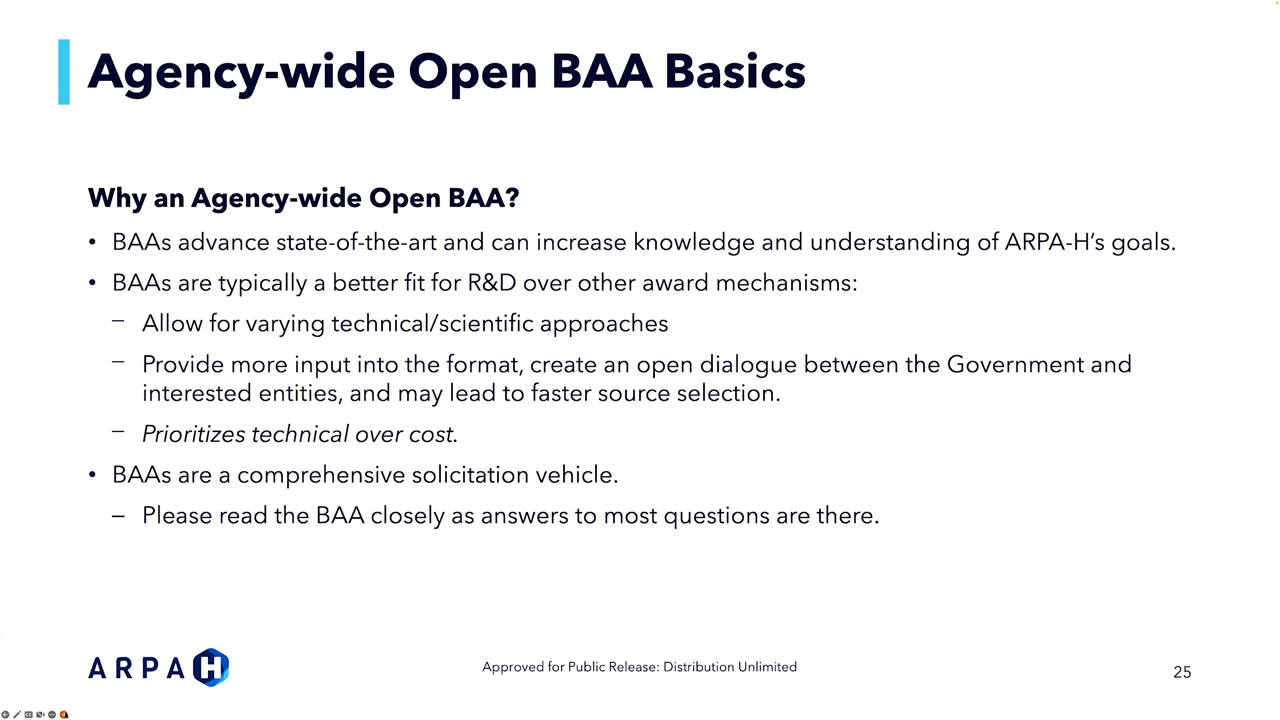 Agency-wide Open BAA Basics
Why an Agency-wide Open BAA?
• BAAs advance state-of-the-art and can increase knowledge and understanding of ARPA-H’s goals.
• BAAs are typically a better fit for R&D over other award mechanisms:
– Allow for varying technical/scientific approaches
– Provide more input into the format, create an open dialogue between the Government and
interested entities, and may lead to faster source selection.
– Prioritizes technical over cost.
• BAAs are a comprehensive solicitation vehicle.
– Please read the BAA closely as answers to most questions are there.
ARPA H
Approved for Public Release: Distribution Unlimited
25